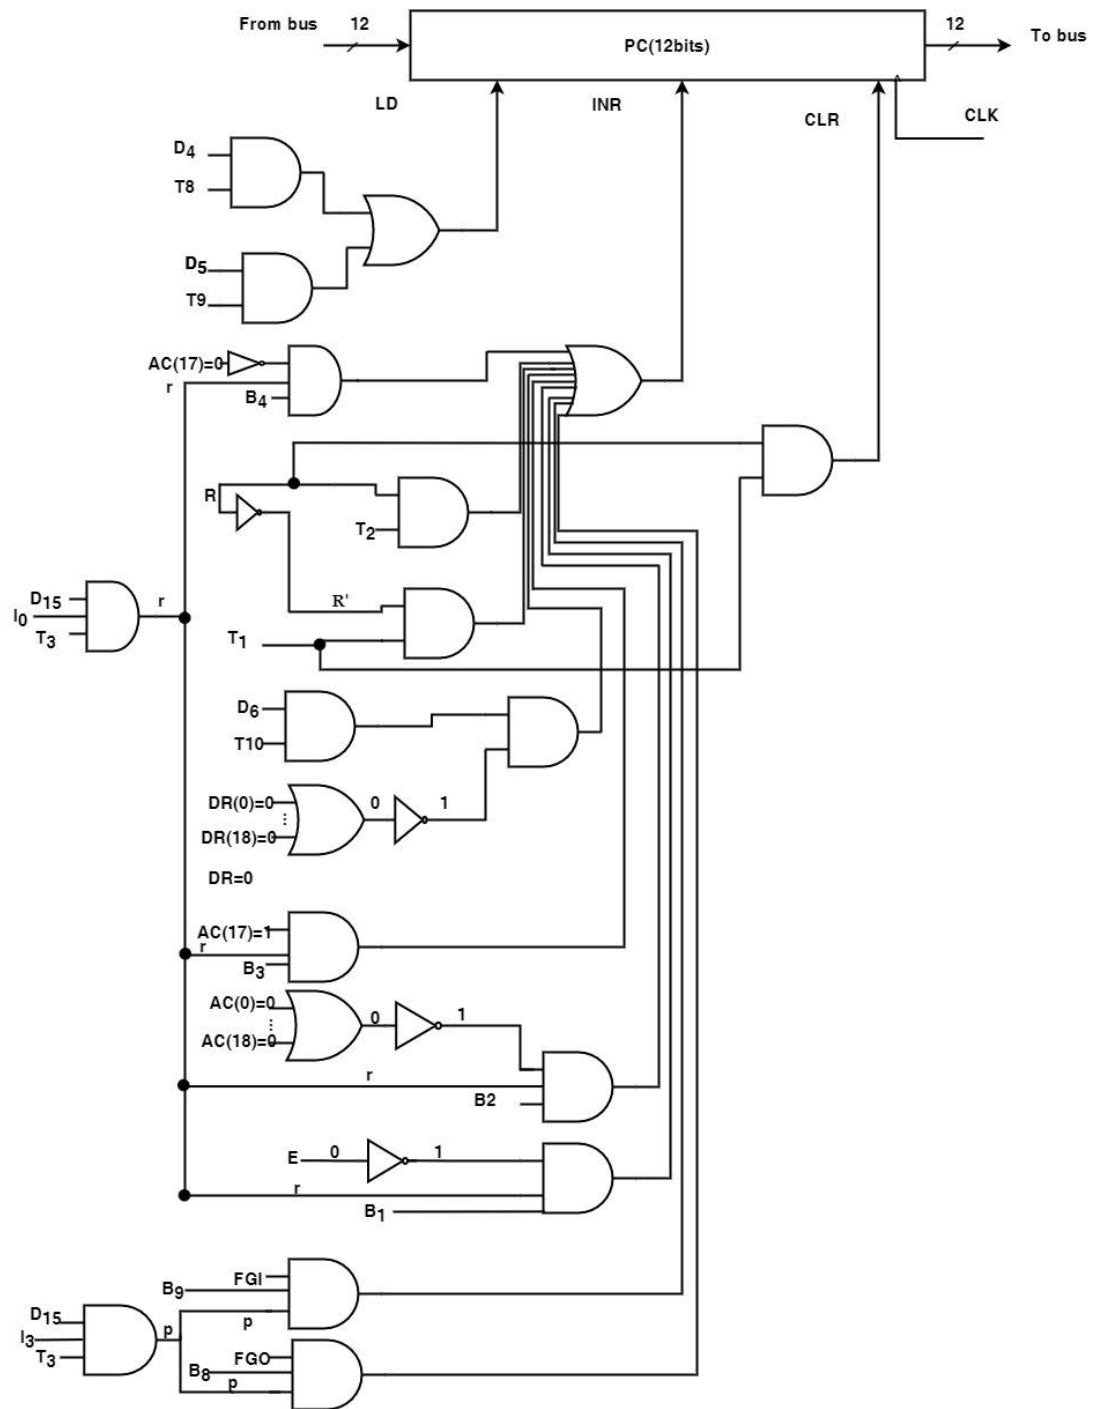 From bus
12
PC(12bits)
12
To bus
LD
INR
CLR
CLK
D4
T8
D5
T9
AC(17)=0
r
B4
R
T2
D15
I0
T3
r
R'
T1
D6
T10
DR(0)=0
0
1
DR(18)=0
DR=0
AC(17)=1
r
B3
AC(0)=0
0
1
AC(18)=0
r
B2
E
0
1
r
B1
FGI
B9
D15
I3
T3
p
p
FGO
B8
p